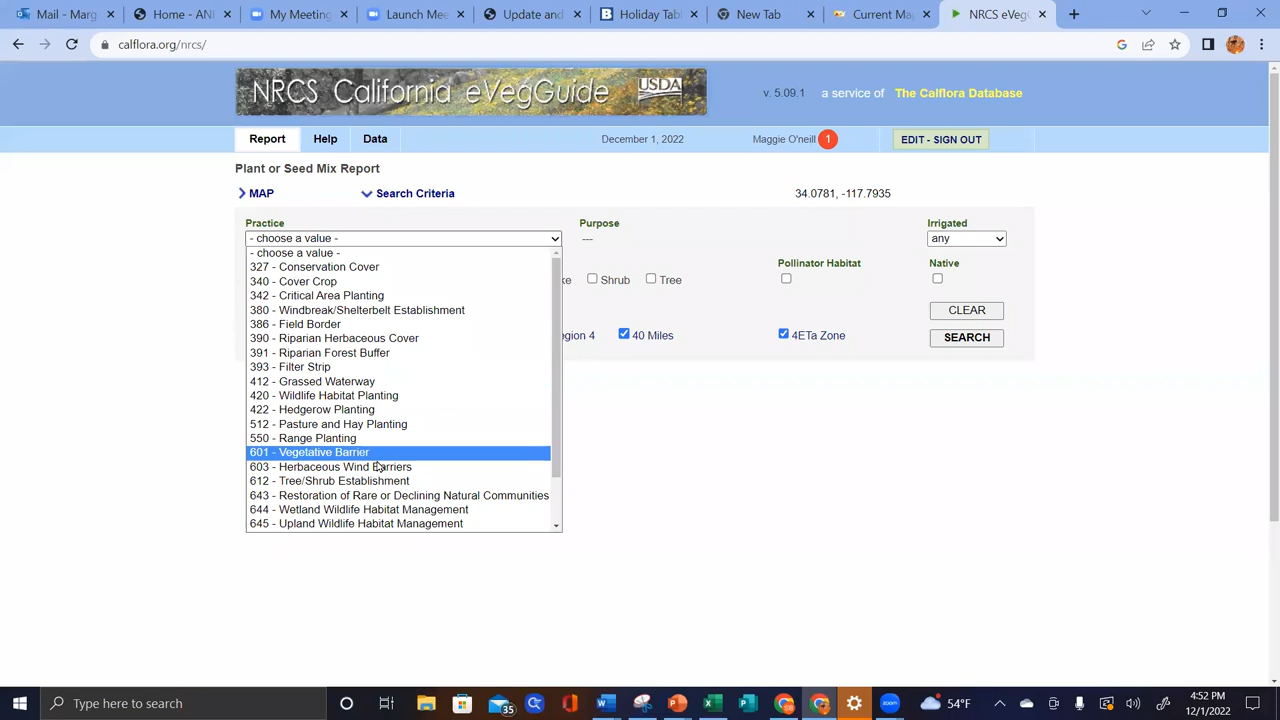 Mail - Marg
Home - AN
My Meeting
Launch Mee
Update and
Holiday Tab
New Tab
Current Ma
NRCS eVegG
calflora.org/nrcs/
NRCS California eVegGuide
USDA
v. 5.09.1
a service of The Calflora Database
Report Help Data
December 1, 2022
Maggie O'neill 1
EDIT - SIGN OUT
Plant or Seed Mix Report
MAP
Search Criteria
34.0781, -117.7935
Practice
Purpose
Irrigated
- choose a value -
---
any
- choose a value -
327 - Conservation Cover
340 - Cover Crop
342 - Critical Area Planting
380 - Windbreak/Shelterbelt Establishment
386 - Field Border
390 - Riparian Herbaceous Cover
391 - Riparian Forest Buffer
393 - Filter Strip
412 - Grassed Waterway
420 - Wildlife Habitat Planting
422 - Hedgerow Planting
512 - Pasture and Hay Planting
550 - Range Planting
601 - Vegetative Barrier
603 - Herbaceous Wind Barriers
612 - Tree/Shrub Establishment
643 - Restoration of Rare or Declining Natural Communities
644 - Wetland Wildlife Habitat Management
645 - Upland Wildlife Habitat Management
Pollinator Habitat
Native
ke Shrub Tree
CLEAR
egion 4 40 Miles
4ETa Zone
SEARCH
Type here to search
35
54°F
4:52 PM
12/1/2022